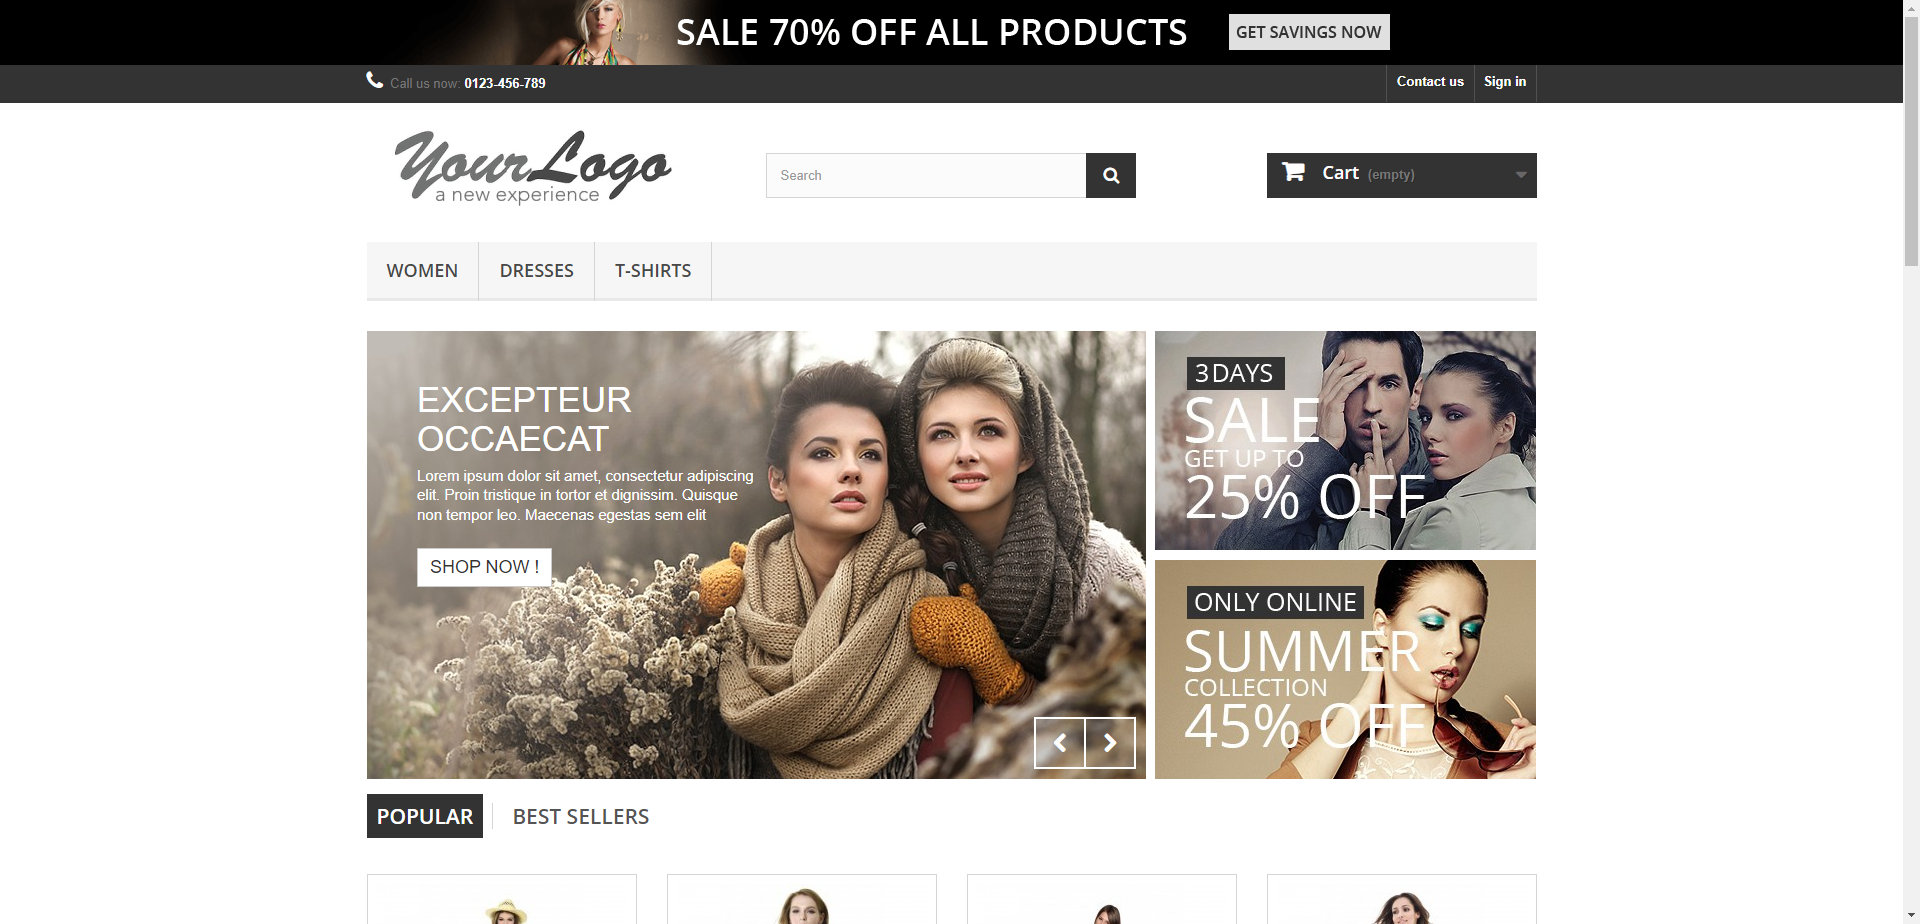 SALE 70% OFF ALL PRODUCTS
GET SAVINGS NOW
Call us now: 0123-456-789
Contact us
Sign in
YourLogo
a new experience
Search
Cart (empty)
WOMEN
DRESSES
T-SHIRTS
EXCEPTEUR
OCCAECAT
Lorem ipsum dolor sit amet, consectetur adipiscing
elit. Proin tristique in tortor et dignissim. Quisque
non tempor leo. Maecenas egestas sem elit
SHOP NOW !
3DAYS
SALE
GET UP TO
25% OFF
ONLY ONLINE
SUMMER
COLLECTION
45% OFF
POPULAR
BEST SELLERS